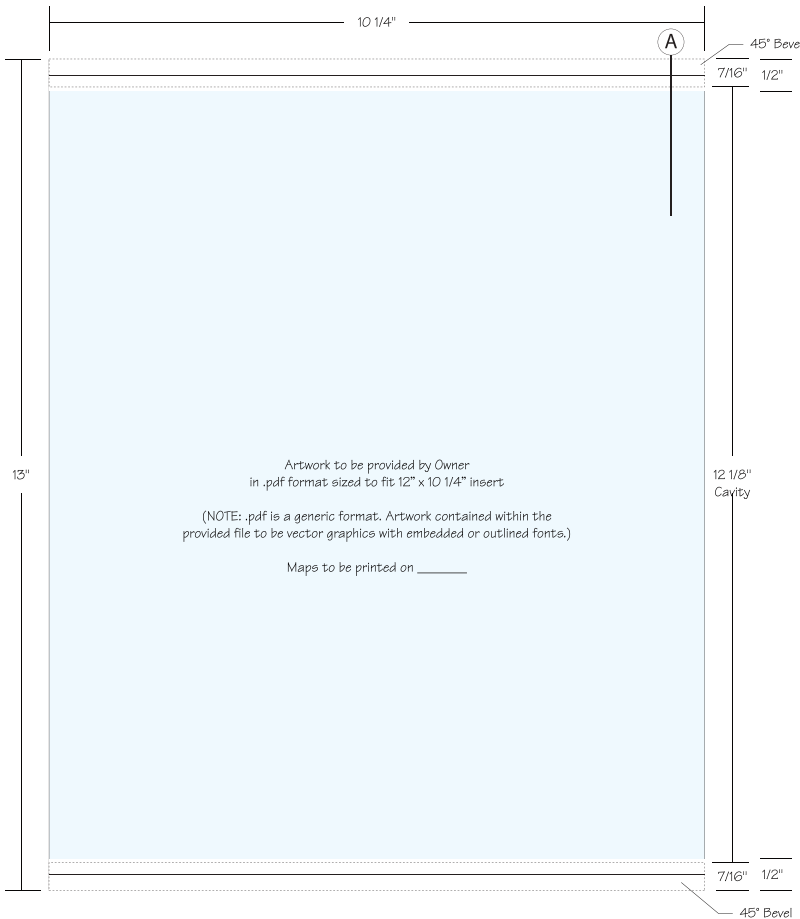 10 1/4"
A
45° Beve
7/16" 1/2"
13"
12 1/8"
Cavity
Artwork to be provided by Owner
in .pdf format sized to fit 12” x 10 1/4” insert
(NOTE: .pdf is a generic format. Artwork contained within the
provided file to be vector graphics with embedded or outlined fonts.)
Maps to be printed on _______
7/16" 1/2"
45° Bevel